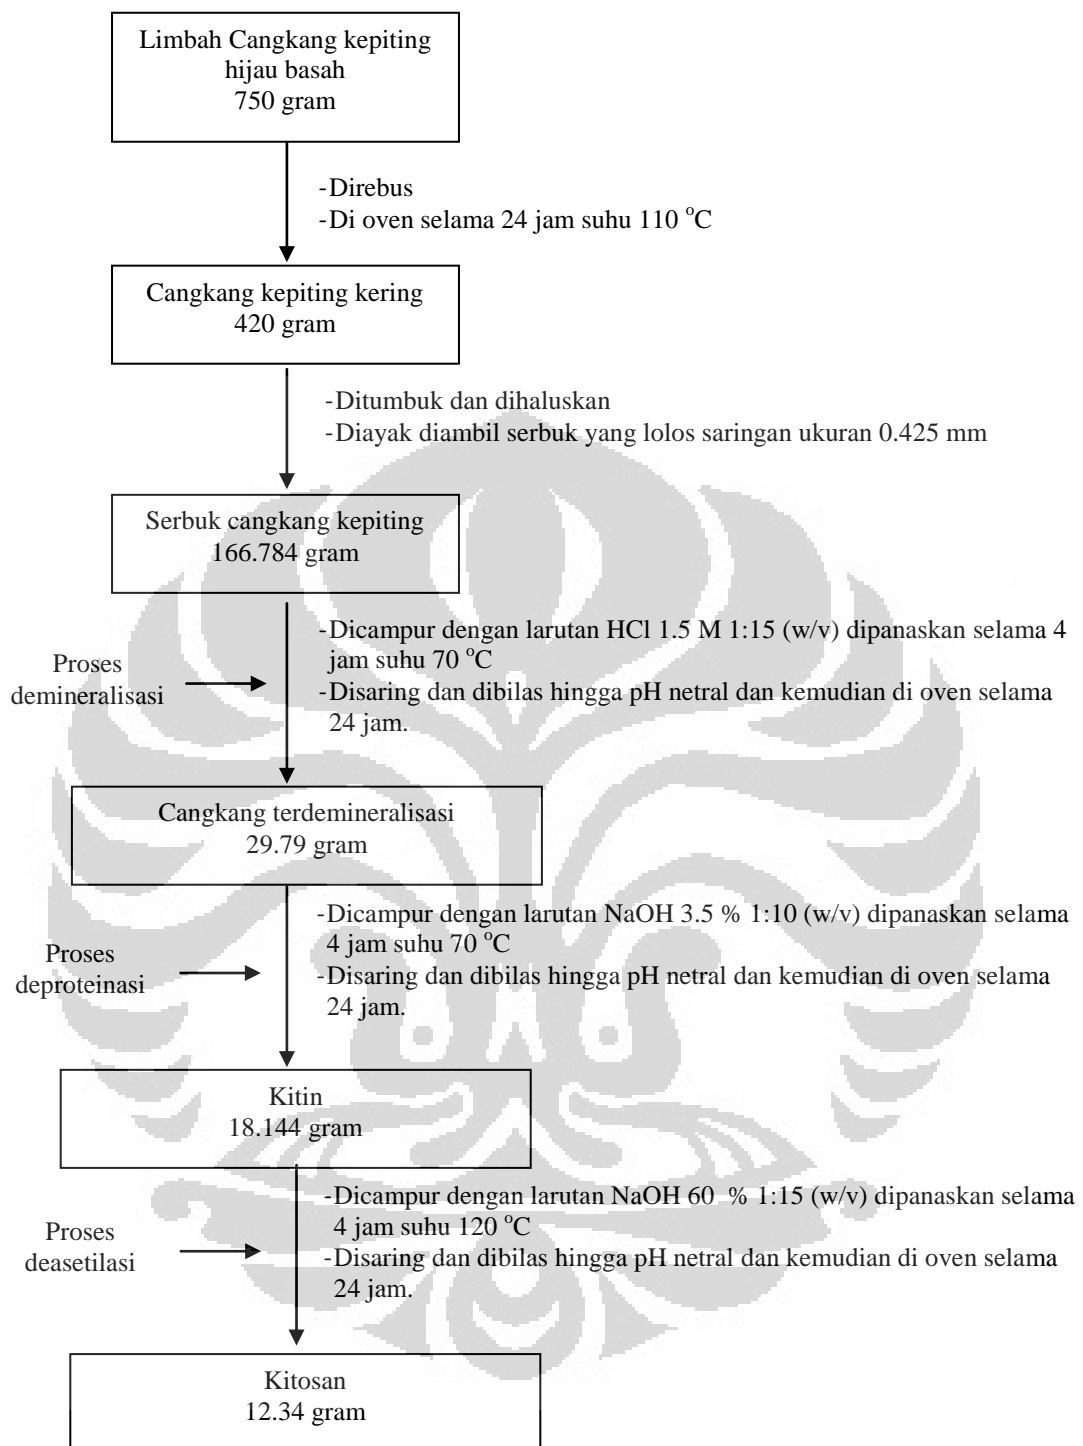 Limbah Cangkang kepiting
hijau basah
750 gram
-Direbus
-Di oven selama 24 jam suhu 110 °C
Cangkang kepiting kering
420 gram
-Ditumbuk dan dihaluskan
-Diayak diambil serbuk yang lolos saringan ukuran 0.425 mm
Serbuk cangkang kepiting
166.784 gram
Proses
demineralisasi
-Dicampur dengan larutan HCl 1.5 M 1:15 (w/v) dipanaskan selama 4
jam suhu 70 °C
-Disaring dan dibilas hingga pH netral dan kemudian di oven selama
24 jam.
Cangkang terdemineralisasi
29.79 gram
Proses
deproteinasi
-Dicampur dengan larutan NaOH 3.5 % 1:10 (w/v) dipanaskan selama
4 jam suhu 70 °C
-Disaring dan dibilas hingga pH netral dan kemudian di oven selama
24 jam.
Kitin
18.144 gram
Proses
deasetilasi
-Dicampur dengan larutan NaOH 60 % 1:15 (w/v) dipanaskan selama
4 jam suhu 120 °C
-Disaring dan dibilas hingga pH netral dan kemudian di oven selama
24 jam.
Kitosan
12.34 gram